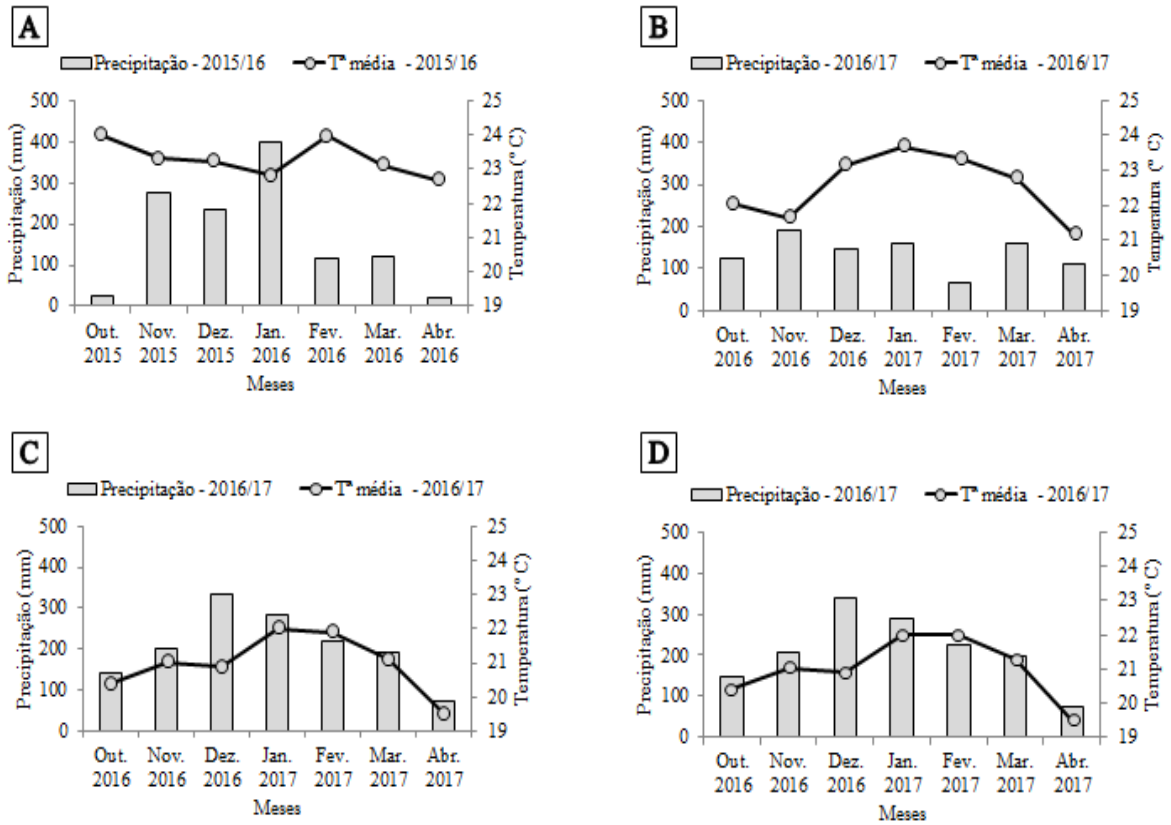 A
Precipitação - 2015/16 Tª média - 2015/16
Precipitação (mm)
500
400
300
200
100
0
25
24
23
22
21
20
19
Temperatura (º C)
Out. Nov. Dez. Jan. Fev. Mar. Abr.
2015 2015 2015 2016 2016 2016 2016
Meses
B
Precipitação - 2016/17 Tª média - 2016/17
Precipitação (mm)
500
400
300
200
100
0
25
24
23
22
21
20
19
Temperatura (º C)
Out. Nov. Dez. Jan. Fev. Mar. Abr.
2016 2016 2016 2017 2017 2017 2017
Meses
C
Precipitação - 2016/17 Tª média - 2016/17
Precipitação (mm)
500
400
300
200
100
0
25
24
23
22
21
20
19
Temperatura (º C)
Out. Nov. Dez. Jan. Fev. Mar. Abr.
2016 2016 2016 2017 2017 2017 2017
Meses
D
Precipitação - 2016/17 Tª média - 2016/17
Precipitação (mm)
500
400
300
200
100
0
25
24
23
22
21
20
19
Temperatura (º C)
Out. Nov. Dez. Jan. Fev. Mar. Abr.
2016 2016 2016 2017 2017 2017 2017
Meses